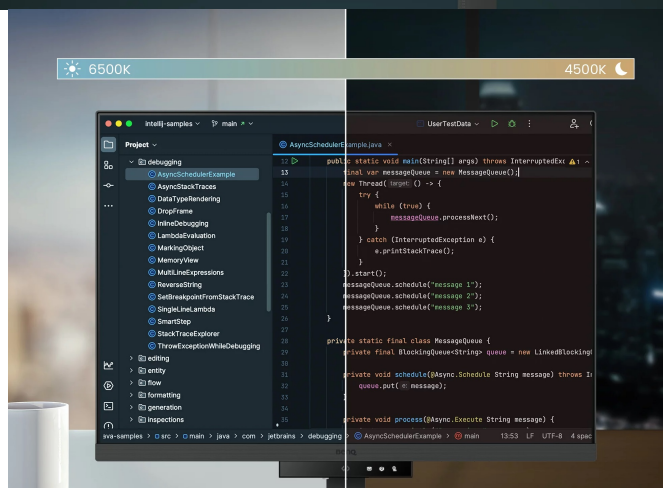 6500K
4500K
intellij-samples
main
UserTestData
Project
AsyncSchedulerExample.java
debugging
AsyncSchedulerExample
AsyncStackTraces
DataTypeRendering
DropFrame
InlineDebugging
LambdaEvaluation
MarkingObject
MemoryView
MultiLineExpressions
ReverseString
SetBreakpointFromStackTrace
SingleLineLambda
SmartStep
StackTraceExplorer
ThrowExceptionWhileDebugging
editing
entity
flow
formatting
generation
inspections
12 public static void main(String[] args) throws InterruptedExc 1
13 final var messageQueue = new MessageQueue();
14 new Thread( target: () -> {
15 try {
16 while (true) {
17 messageQueue.processNext();
18 }
19 } catch (InterruptedException e) {
20 e.printStackTrace();
21 }
22 }).start();
23 messageQueue.schedule("message 1");
24 messageQueue.schedule("message 2");
25 messageQueue.schedule("message 3");
26 }
27
28 private static final class MessageQueue {
29 private final BlockingQueue<String> queue = new LinkedBlocking
30
31 private void schedule(@Async.Schedule String message) throws In
32 queue.put( e: message);
33 }
34
35 private void process(@Async.Execute String message) {
ava-samples > src > main > java > com > jetbrains > debugging > AsyncSchedulerExample > main 13:53 LF UTF-8 4 spac
BenQ